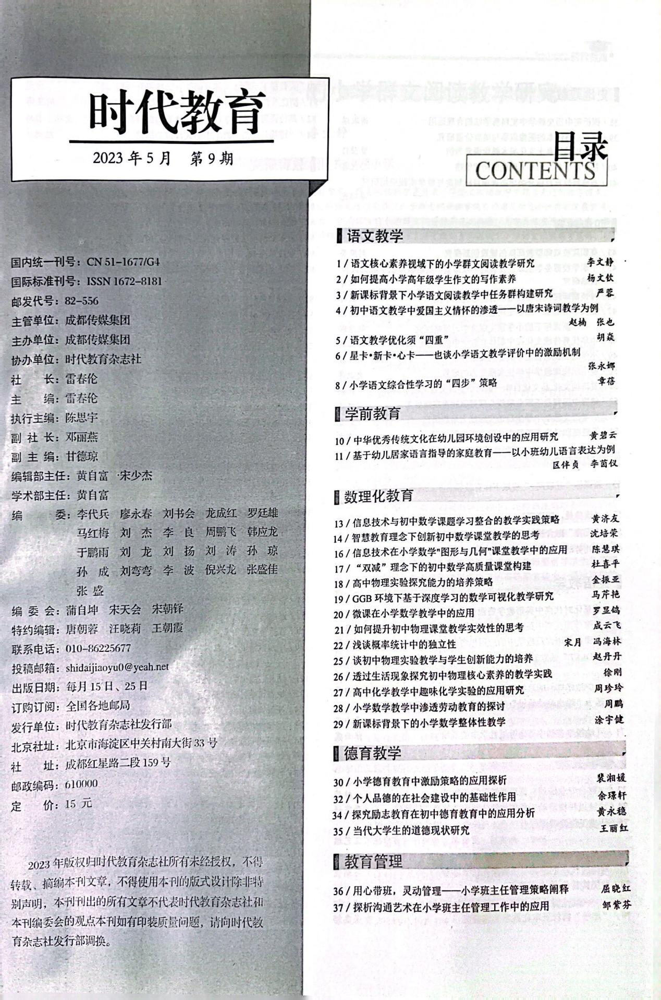 时代教育
2023年5月 第9期
国内统一刊号：CN 51-1677/G4
国际标准刊号：ISSN 1672-8181
邮发代号：82-556
主管单位：成都传媒集团
主办单位：成都传媒集团
协办单位：时代教育杂志社
社 长：雷春伦
主 编：雷春伦
执行主编：陈思宇
副 社 长：邓丽燕
副 主 编：甘德琼
编辑部主任：黄自富 宋少杰
学术部主任：黄自富
编 委：李代兵 廖永春 刘书会 龙成红 罗廷雄
马红梅 刘 杰 李 良 周鹏飞 韩应龙
于鹏雨 刘 龙 刘 扬 刘 涛 孙 琼
孙 成 刘弯弯 李 波 倪兴龙 张盛佳
张 盛
编 委 会：蒲自坤 宋天会 宋朝铎
特约编辑：唐朝蓉 汪晓莉 王朝霞
联系电话：010-86225677
投稿邮箱：shidaijiaoyu0@yeah.net
出版日期：每月15日、25日
订购订阅：全国各地邮局
发行单位：时代教育杂志社发行部
北京社址：北京市海淀区中关村南大街33号
社 址：成都红星路二段159号
邮政编码：610000
定 价：15 元
2023年版权归时代教育杂志社所有未经授权，不得
转载、摘编本刊文章，不得使用本刊的版式设计除非特
别声明，本刊刊出的所有文章不代表时代教育杂志社和
本刊编委会的观点本刊如有印装质量问题，请向时代教
育杂志社发行部调换。
目录
CONTENTS
语文教学
1 / 语文核心素养视域下的小学群文阅读教学研究 李文静
2 / 如何提高小学高年级学生作文的写作素养 杨文钦
3 / 新课标背景下小学语文阅读教学中任务群构建研究 严蓉
4 / 初中语文教学中爱国主义情怀的渗透——以唐宋诗词教学为例
赵楠 张也
5 / 语文教学优化须“四重” 胡焱
6 / 星卡•新卡•心卡——也谈小学语文教学评价中的激励机制
张永娜
8 / 小学语文综合性学习的“四步”策略 章蓓
学前教育
10 / 中华优秀传统文化在幼儿园环境创设中的应用研究 黄碧云
11 / 基于幼儿居家语言指导的家庭教育——以小班幼儿语言表达为例
区伴贞 李茵仪
数理化教育
13 / 信息技术与初中数学课题学习整合的教学实践策略 黄济友
14 / 智慧教育理念下创新初中数学课堂教学的思考 沈培荣
16 / 信息技术在小学数学"图形与几何"课堂教学中的应用 陈慧琪
17 / “双减”理念下的初中数学高质量课堂构建 杜喜平
18 / 高中物理实验探究能力的培养策略 金振亚
19 / GGB 环境下基于深度学习的数学可视化教学研究 马芹艳
20 / 微课在小学数学教学中的应用 罗显鸽
21 / 如何提升初中物理课堂教学实效性的思考 成云飞
22 / 浅谈概率统计中的独立性 宋月 冯海林
25 / 谈初中物理实验教学与学生创新能力的培养 赵丹丹
26 / 透过生活现象探究初中物理核心素养的教学实践 徐刚
27 / 高中化学教学中趣味化学实验的应用研究 周珍玲
28 / 小学数学教学中渗透劳动教育的探讨 周鹏
29 / 新课标背景下的小学数学整体性教学 涂宇健
德育教学
30 / 小学德育教育中激励策略的应用探析 裴湘媛
32 / 个人品德的在社会建设中的基础性作用 余璟轩
34 / 探究励志教育在初中德育教育中的应用分析 黄永稳
35 / 当代大学生的道德现状研究 王丽红
教育管理
36 / 用心带班，灵动管理——小学班主任管理策略阐释 屈晓红
37 / 探析沟通艺术在小学班主任管理工作中的应用 邹紫芬